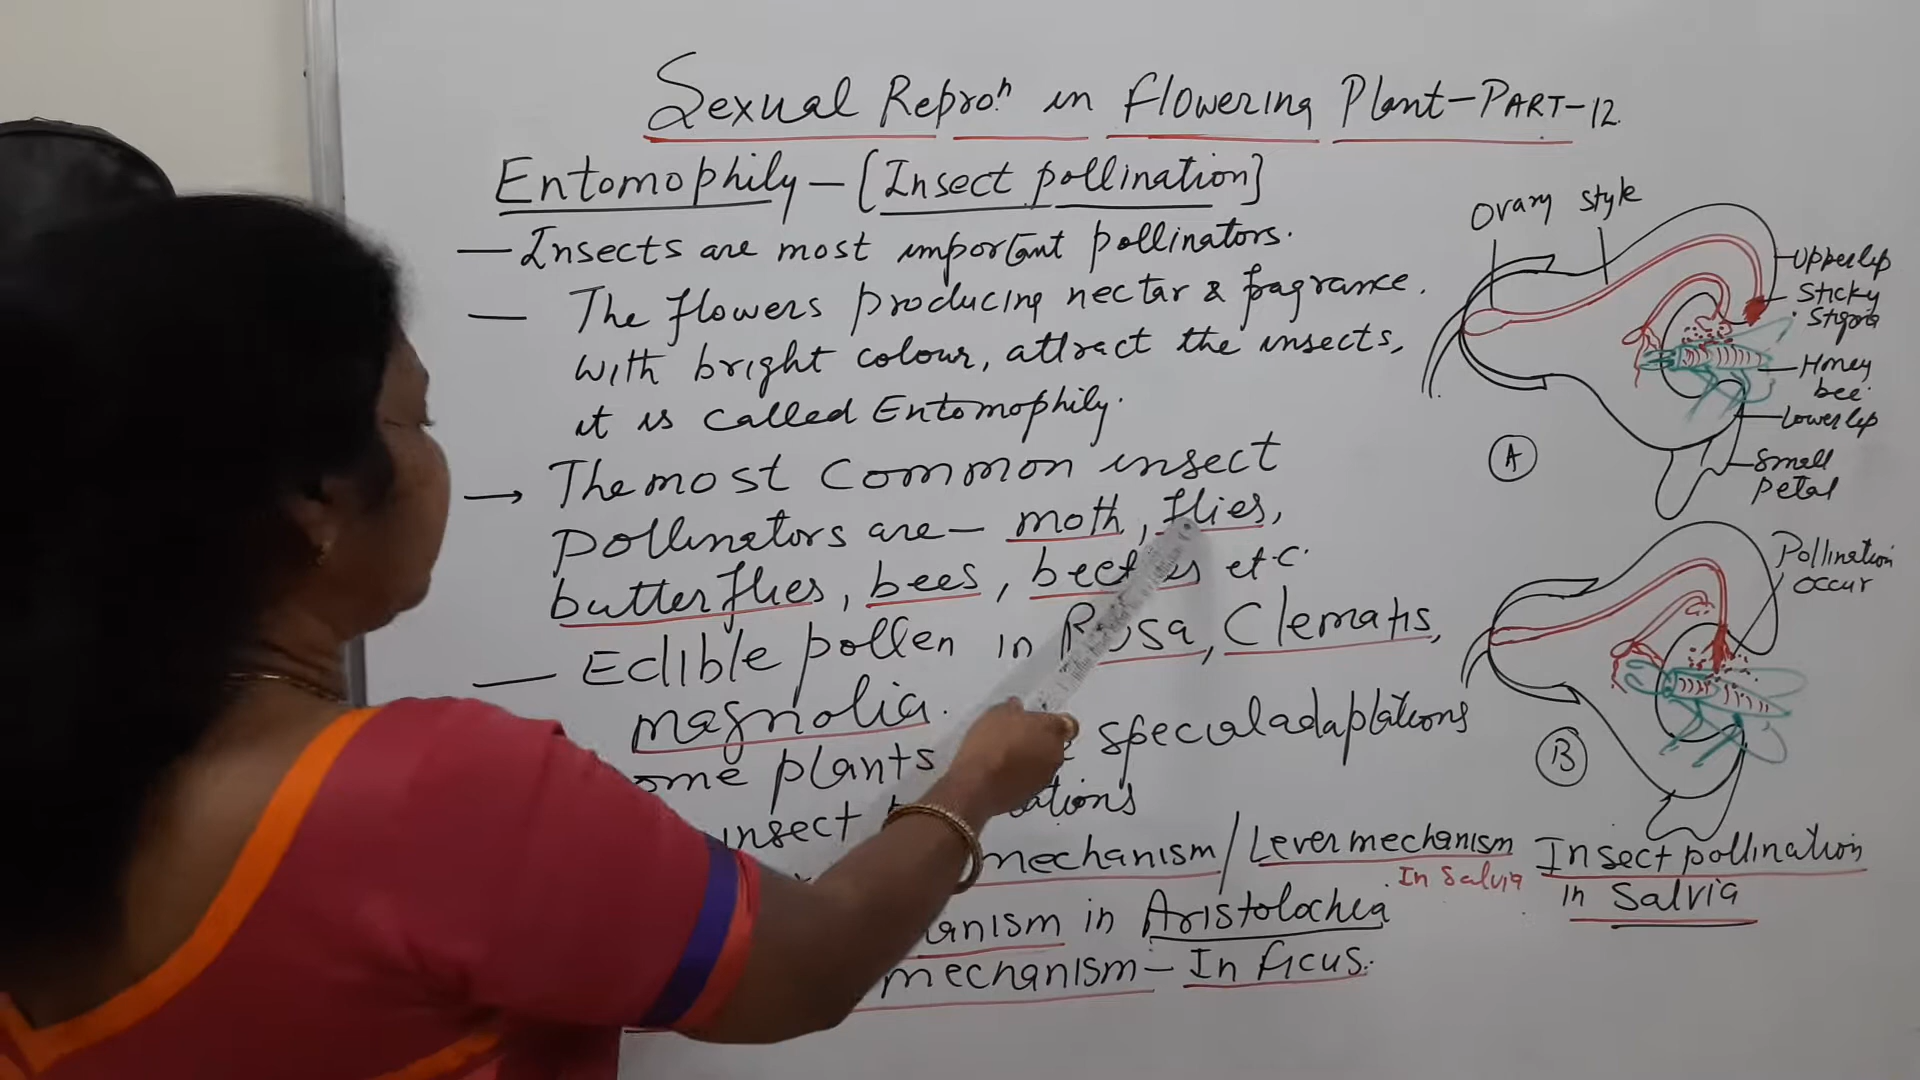 Sexual Repro.n in flowering Plant-PART-12.
Entomophily - [Insect pollination]
- Insects are most important pollinators.
- The flowers producing nectar & fragrance.
with bright colour, attract the insects,
it is called Entomophily.
→ The most common insect
pollinators are - moth, flies,
butterflies, bees, beetles etc.
- Edible pollen in Rosa, Clematis,
magnolia.
ome plants special adaptations
insect
mechanism / Lever mechanism
In Salvia
anism in Aristolochia
mechanism - In ficus.
Ovary style
Upper lip
Sticky
Stigma
Honey
bee
Lower lip
Small
Petal
A
Pollination
occur
B
Insect pollination
in Salvia